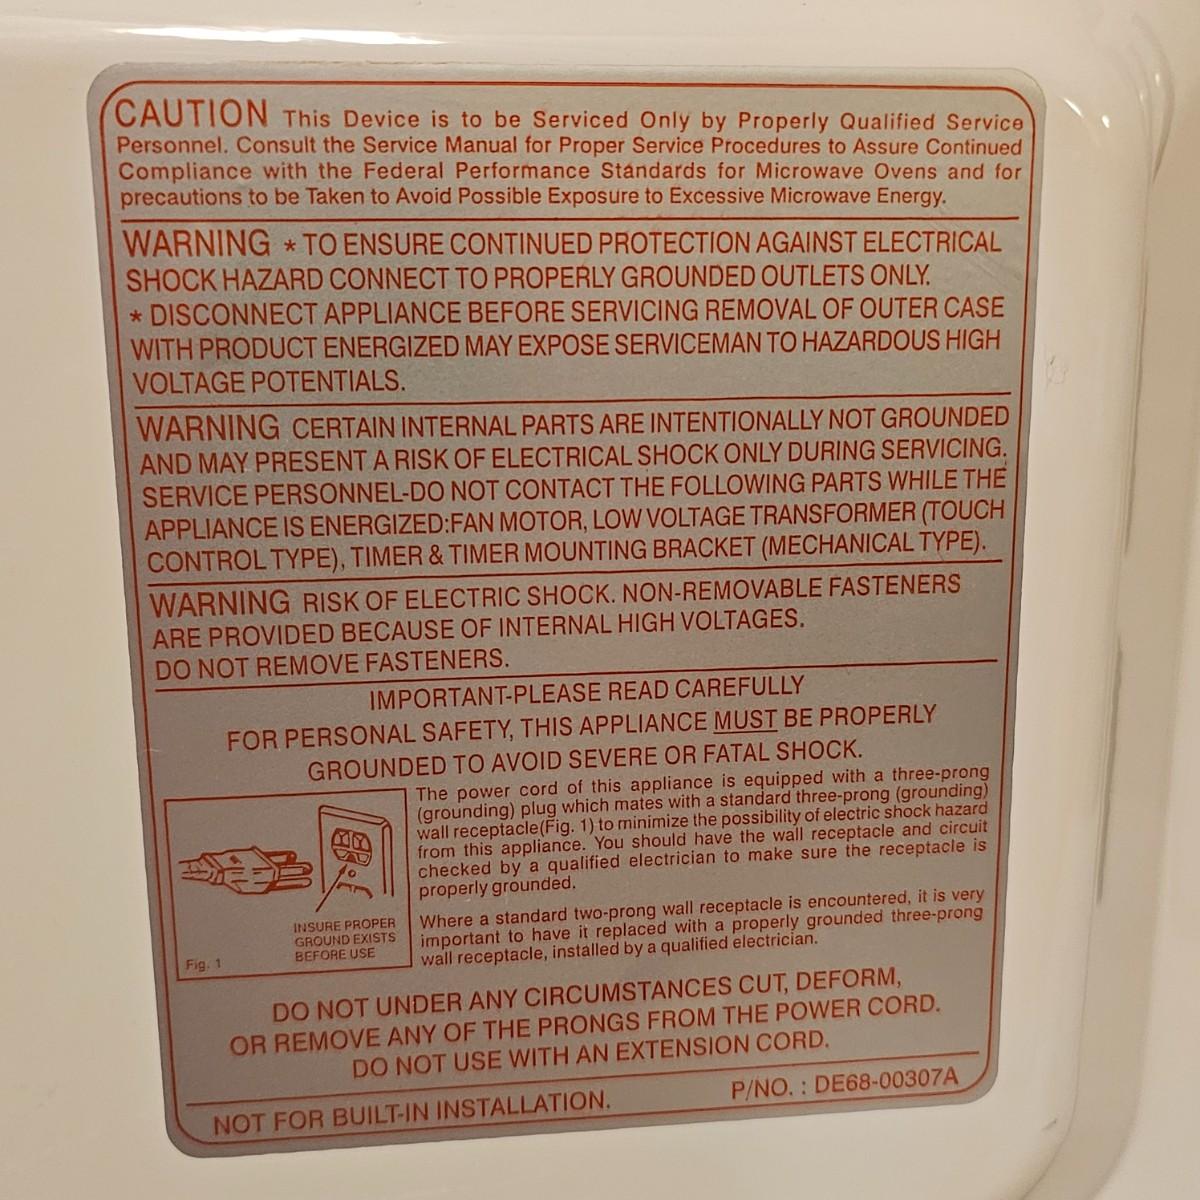 CAUTION This Device is to be Serviced Only by Properly Qualified Service
Personnel. Consult the Service Manual for Proper Service Procedures to Assure Continued
Compliance with the Federal Performance Standards for Microwave Ovens and for
precautions to be Taken to Avoid Possible Exposure to Excessive Microwave Energy.
WARNING * TO ENSURE CONTINUED PROTECTION AGAINST ELECTRICAL
SHOCK HAZARD CONNECT TO PROPERLY GROUNDED OUTLETS ONLY.
* DISCONNECT APPLIANCE BEFORE SERVICING REMOVAL OF OUTER CASE
WITH PRODUCT ENERGIZED MAY EXPOSE SERVICEMAN TO HAZARDOUS HIGH
VOLTAGE POTENTIALS.
WARNING CERTAIN INTERNAL PARTS ARE INTENTIONALLY NOT GROUNDED
AND MAY PRESENT A RISK OF ELECTRICAL SHOCK ONLY DURING SERVICING.
SERVICE PERSONNEL-DO NOT CONTACT THE FOLLOWING PARTS WHILE THE
APPLIANCE IS ENERGIZED:FAN MOTOR, LOW VOLTAGE TRANSFORMER (TOUCH
CONTROL TYPE), TIMER & TIMER MOUNTING BRACKET (MECHANICAL TYPE).
WARNING RISK OF ELECTRIC SHOCK. NON-REMOVABLE FASTENERS
ARE PROVIDED BECAUSE OF INTERNAL HIGH VOLTAGES.
DO NOT REMOVE FASTENERS.
IMPORTANT-PLEASE READ CAREFULLY
FOR PERSONAL SAFETY, THIS APPLIANCE MUST BE PROPERLY
GROUNDED TO AVOID SEVERE OR FATAL SHOCK.
The power cord of this appliance is equipped with a three-prong
(grounding) plug which mates with a standard three-prong (grounding)
wall receptacle(Fig. 1) to minimize the possibility of electric shock hazard
from this appliance. You should have the wall receptacle and circuit
checked by a qualified electrician to make sure the receptacle is
properly grounded.
Where a standard two-prong wall receptacle is encountered, it is very
important to have it replaced with a properly grounded three-prong
wall receptacle, installed by a qualified electrician.
INSURE PROPER
GROUND EXISTS
BEFORE USE
Fig. 1
DO NOT UNDER ANY CIRCUMSTANCES CUT, DEFORM,
OR REMOVE ANY OF THE PRONGS FROM THE POWER CORD.
DO NOT USE WITH AN EXTENSION CORD.
NOT FOR BUILT-IN INSTALLATION.
P/NO. : DE68-00307A